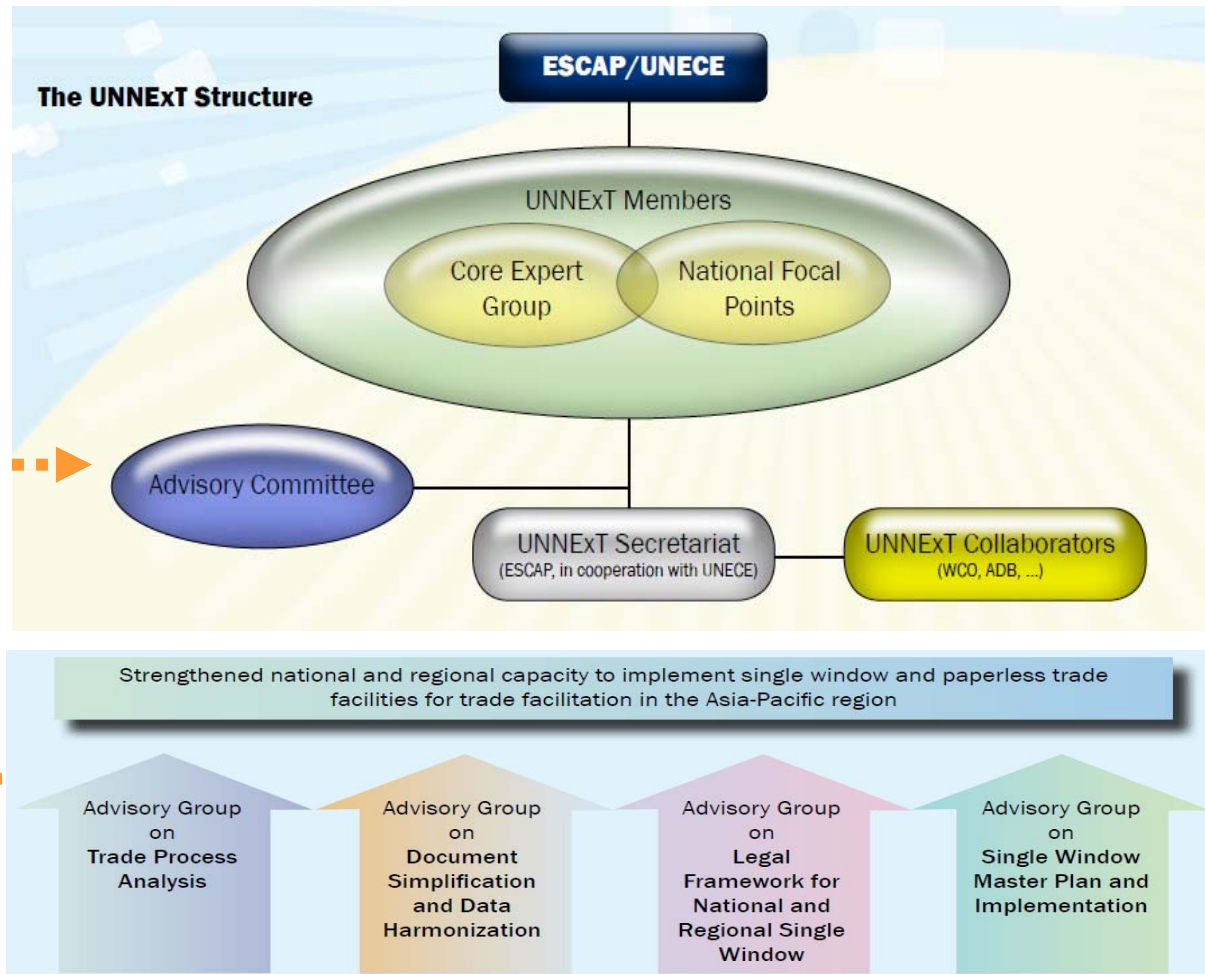 ESCAP/UNECE
The UNNExT Structure
UNNExT Members
Core Expert
Group
National Focal
Points
Advisory Committee
UNNExT Secretariat
(ESCAP, in cooperation with UNECE)
UNNExT Collaborators
(WCO, ADB, ...)
Strengthened national and regional capacity to implement single window and paperless trade
facilities for trade facilitation in the Asia-Pacific region
Advisory Group
on
Trade Process
Analysis
Advisory Group
on
Document
Simplification
and Data
Harmonization
Advisory Group
on
Legal
Framework for
National and
Regional Single
Window
Advisory Group
on
Single Window
Master Plan and
Implementation